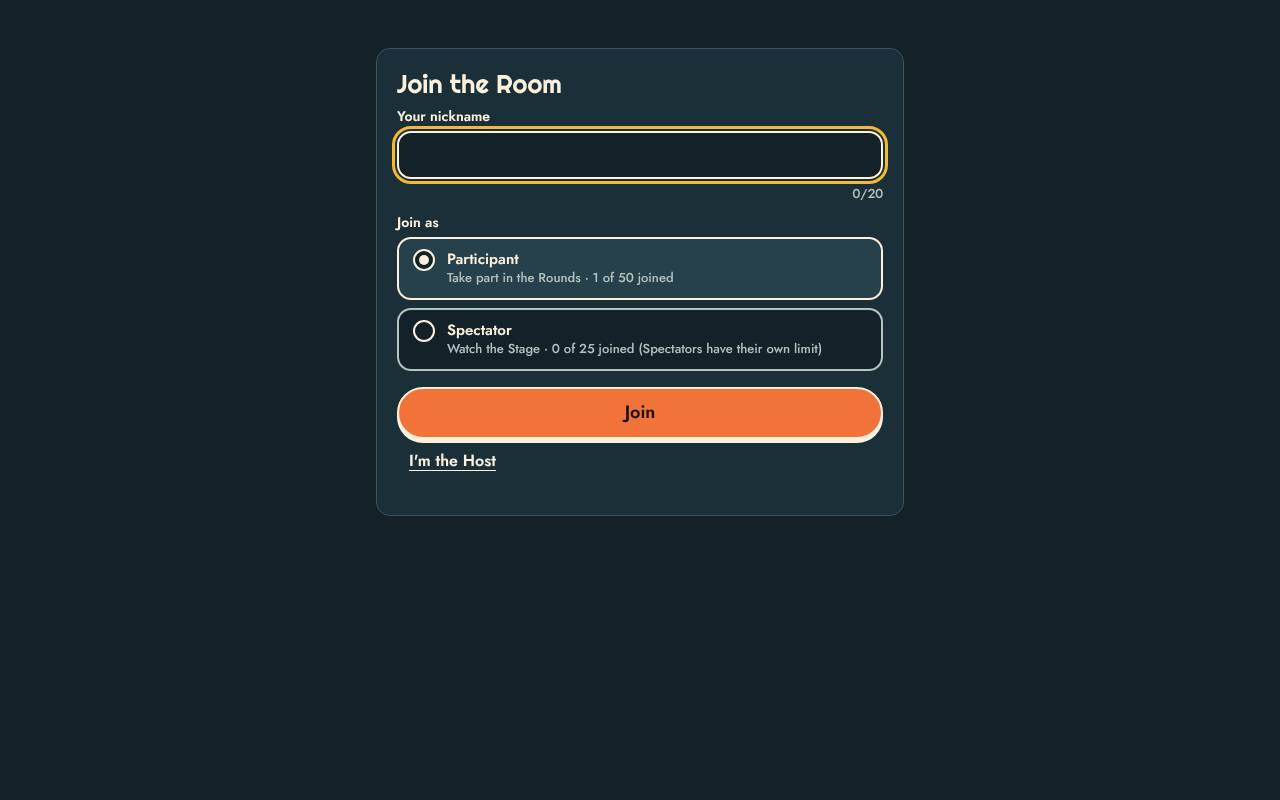 Join the Room
Your nickname
0/20
Join as
Participant
Take part in the Rounds · 1 of 50 joined
Spectator
Watch the Stage · 0 of 25 joined (Spectators have their own limit)
Join
I'm the Host